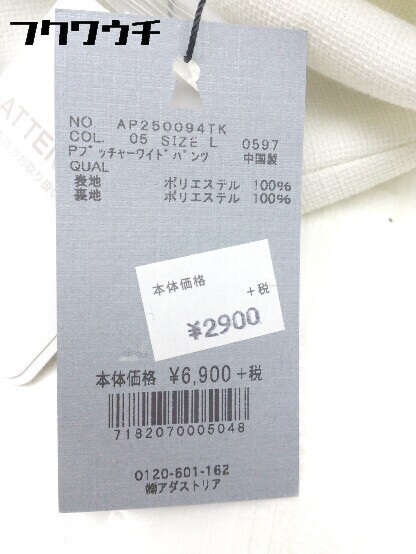 フクワウチ
ATTEN
NO. AP250094TK
COL. 05 SIZE L 0597
Pブッチャーワイドパンツ 中国製
QUAL
表地 ポリエステル 100%
裏地 ポリエステル 100%
本体価格 +税
¥2900
本体価格 ¥6,900+税
7182070005048
0120-601-162
㈱アダストリア